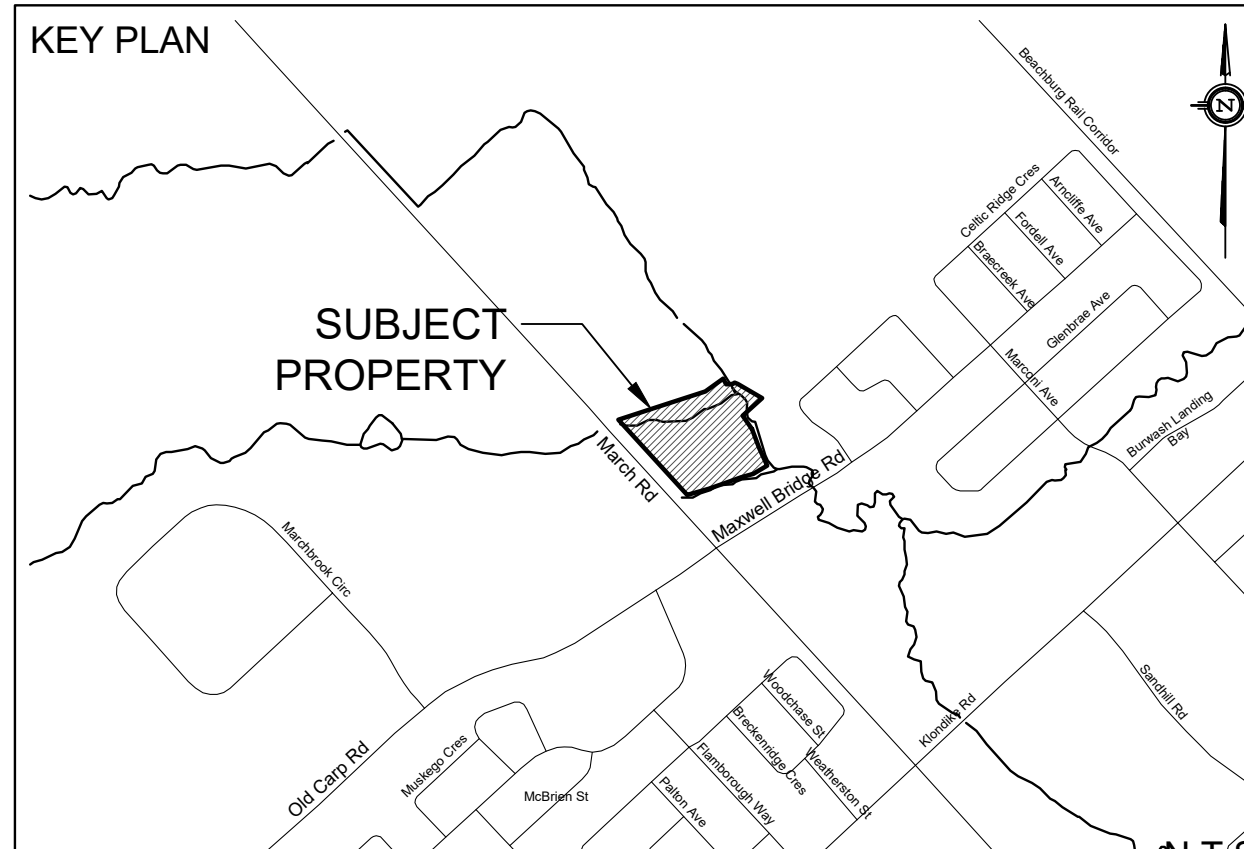 KEY PLAN
Beachburg Rail Corridor
N
Celtic Ridge Cres
Arncliffe Ave
Fordell Ave
Braecreek Ave
SUBJECT
PROPERTY
Glenbrae Ave
Marconi Ave
Burwash Landing
Bay
March Rd
Maxwell Bridge Rd
Marchbrook Circ
Sandhill Rd
Woodchase St
Breckenridge Cres
Klondike Rd
Old Carp Rd
Muskego Cres
Flamborough Way
Weatherston St
McBrien St
Palton Ave